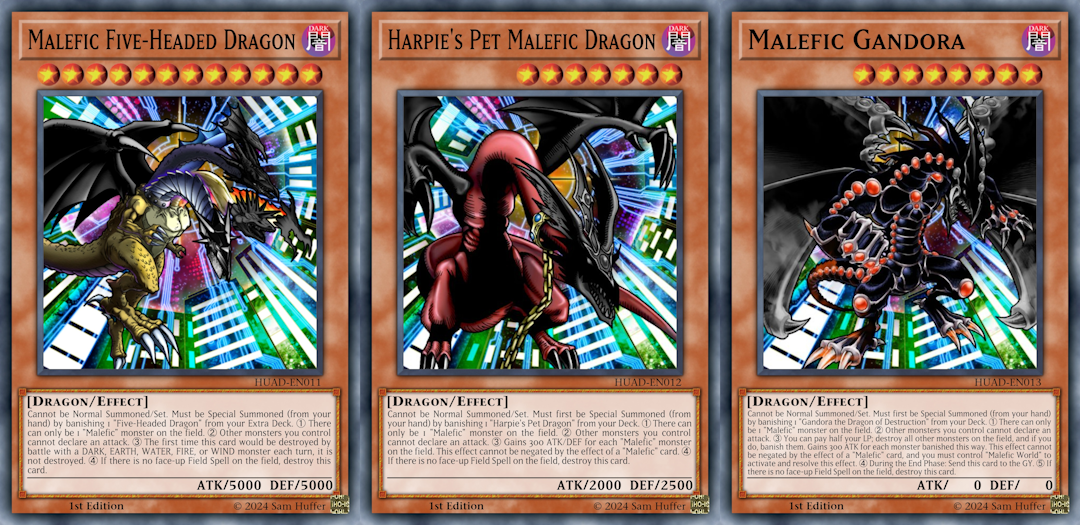 Malefic Five-Headed Dragon
DARK
闇
HUAD-EN011
[Dragon/Effect]
Cannot be Normal Summoned/Set. Must be Special Summoned (from your
hand) by banishing 1 "Five-Headed Dragon" from your Extra Deck. ① There
can only be 1 "Malefic" monster on the field. ② Other monsters you control
cannot declare an attack. ③ The first time this card would be destroyed by
battle with a DARK, EARTH, WATER, FIRE, or WIND monster each turn, it is
not destroyed. ④ If there is no face-up Field Spell on the field, destroy this
card.
ATK/5000 DEF/5000
1st Edition
© 2024 Sam Huffer
Harpie's Pet Malefic Dragon
DARK
闇
HUAD-EN012
[Dragon/Effect]
Cannot be Normal Summoned/Set. Must first be Special Summoned (from your
hand) by banishing 1 "Harpie's Pet Dragon" from your Deck. ① There can
only be 1 "Malefic" monster on the field. ② Other monsters you control
cannot declare an attack. ③ Gains 300 ATK/DEF for each "Malefic" monster
on the field. This effect cannot be negated by the effect of a "Malefic" card. ④
If there is no face-up Field Spell on the field, destroy this card.
ATK/2000 DEF/2500
1st Edition
© 2024 Sam Huffer
Malefic Gandora
DARK
闇
HUAD-EN013
[Dragon/Effect]
Cannot be Normal Summoned/Set. Must first be Special Summoned (from your hand)
by banishing 1 "Gandora the Dragon of Destruction" from your Deck. ① There can only
be 1 "Malefic" monster on the field. ② Other monsters you control cannot declare an
attack. ③ You can pay half your LP; destroy all other monsters on the field, and if you
do, banish them. Gains 300 ATK for each monster banished this way. This effect cannot
be negated by the effect of a "Malefic" card, and you must control "Malefic World" to
activate and resolve this effect. ④ During the End Phase: Send this card to the GY. ⑤ If
there is no face-up Field Spell on the field, destroy this card.
ATK/ 0 DEF/ 0
1st Edition
© 2024 Sam Huffer